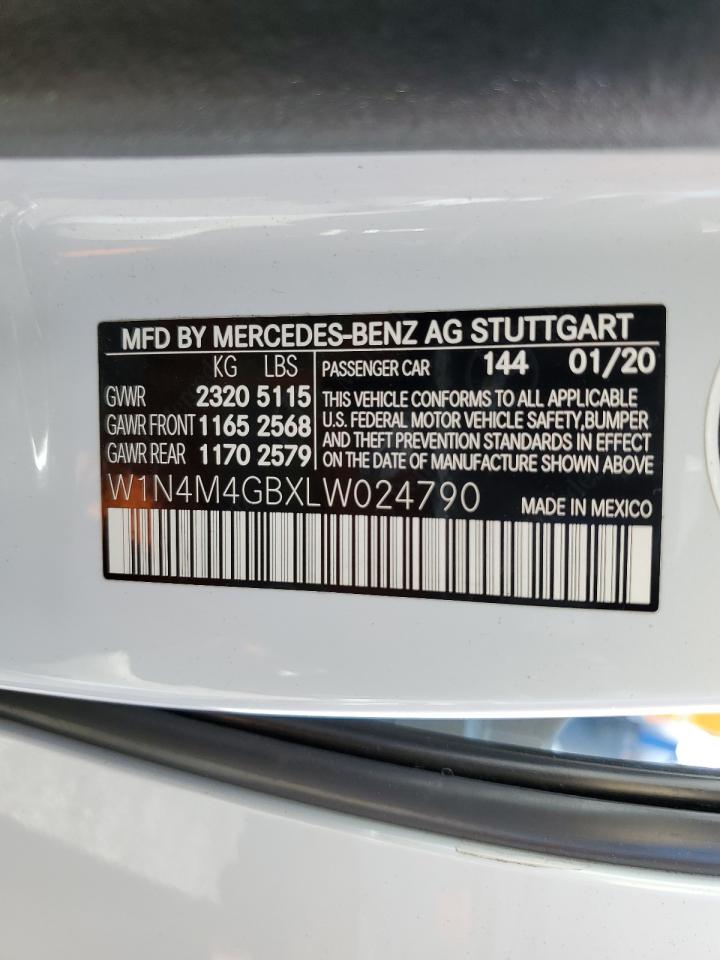 MFD BY MERCEDES-BENZ AG STUTTGART
KG LBS
GVWR 2320 5115
GAWR FRONT 1165 2568
GAWR REAR 1170 2579
PASSENGER CAR 144 01/20
THIS VEHICLE CONFORMS TO ALL APPLICABLE
U.S. FEDERAL MOTOR VEHICLE SAFETY,BUMPER
AND THEFT PREVENTION STANDARDS IN EFFECT
ON THE DATE OF MANUFACTURE SHOWN ABOVE
W1N4M4GBXLW024790
MADE IN MEXICO